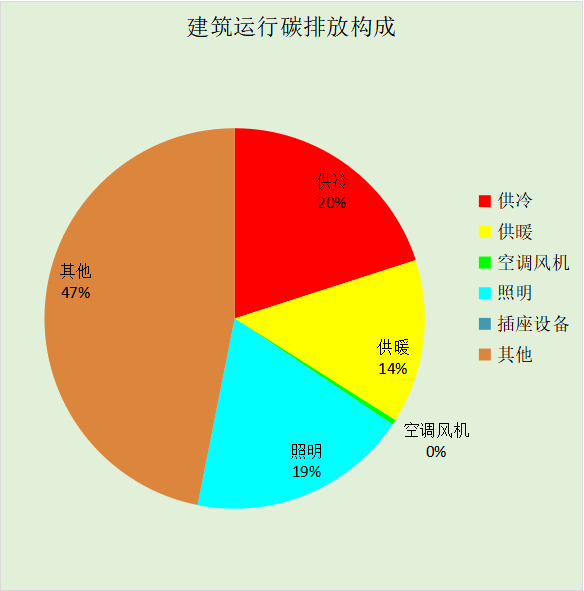 建筑运行碳排放构成
供冷
20%
供暖
14%
空调风机
0%
照明
19%
其他
47%
供冷
供暖
空调风机
照明
插座设备
其他